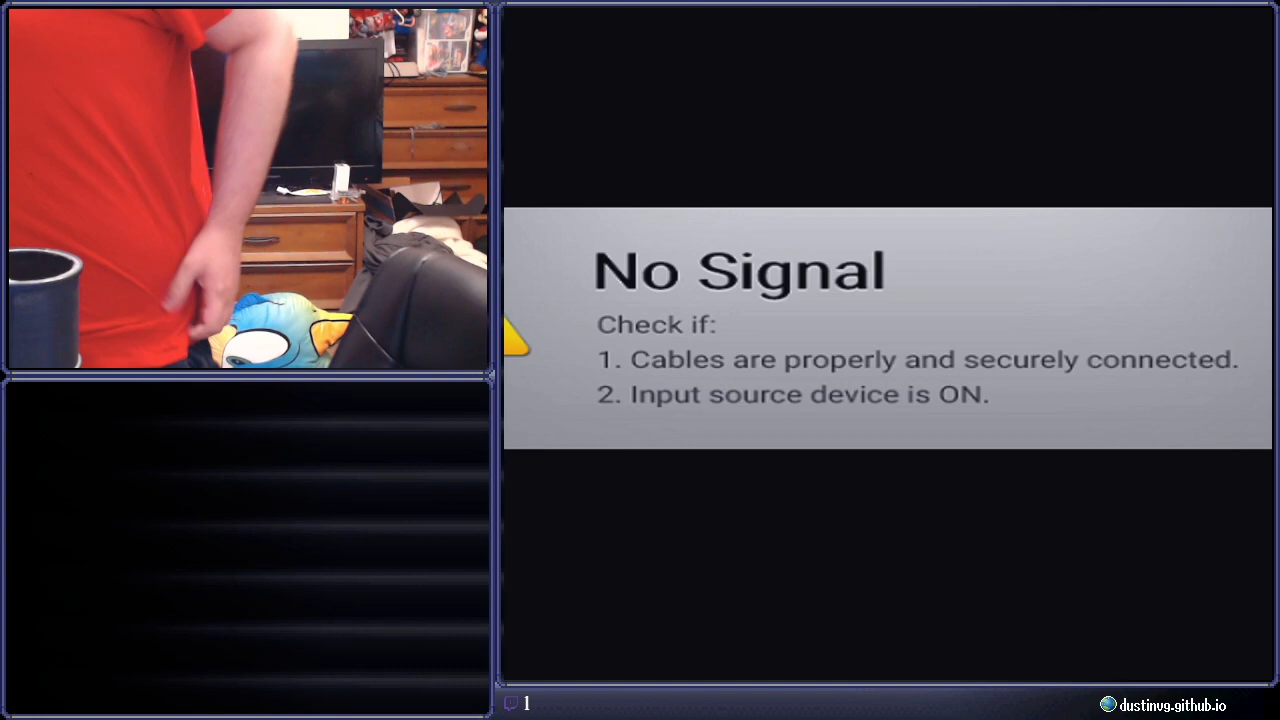 No Signal
Check if:
1. Cables are properly and securely connected.
2. Input source device is ON.
1
dustinvg.github.io